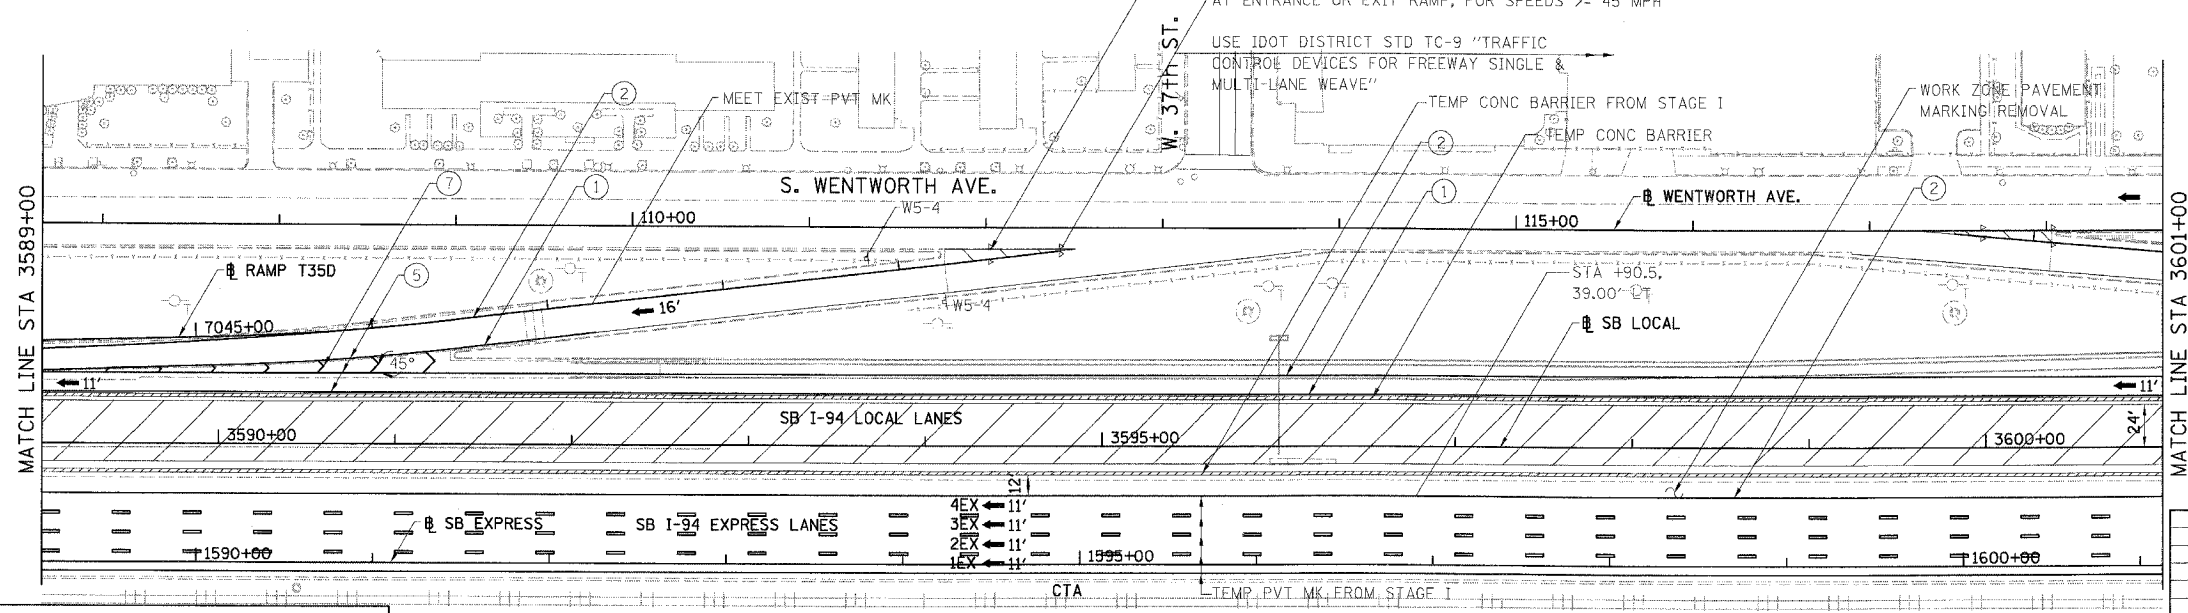 AT ENTRANCE OR EXIT RAMP, FOR SPEEDS >= 45 MPH
USE IDOT DISTRICT STD TC-9 "TRAFFIC
CONTROL DEVICES FOR FREEWAY SINGLE &
MULTI-LANE WEAVE"
W. 37th ST.
2
MEET EXIST PVT MK
TEMP CONC BARRIER FROM STAGE I
2
TEMP CONC BARRIER
WORK ZONE PAVEMENT
MARKING REMOVAL
7
1
S. WENTWORTH AVE.
1
2
W5-4
110+00
115+00
℄ WENTWORTH AVE.
MATCH LINE STA 3589+00
MATCH LINE STA 3601+00
℄ RAMP T35D
5
STA +90.5,
39.00' LT
16'
W5-4
7045+00
℄ SB LOCAL
45°
11'
11'
SB I-94 LOCAL LANES
24'
3590+00
3595+00
3600+00
12'
4EX 11'
3EX 11'
2EX 11'
1EX 11'
℄ SB EXPRESS
SB I-94 EXPRESS LANES
1590+00
1595+00
1600+00
CTA
TEMP PVT MK FROM STAGE I